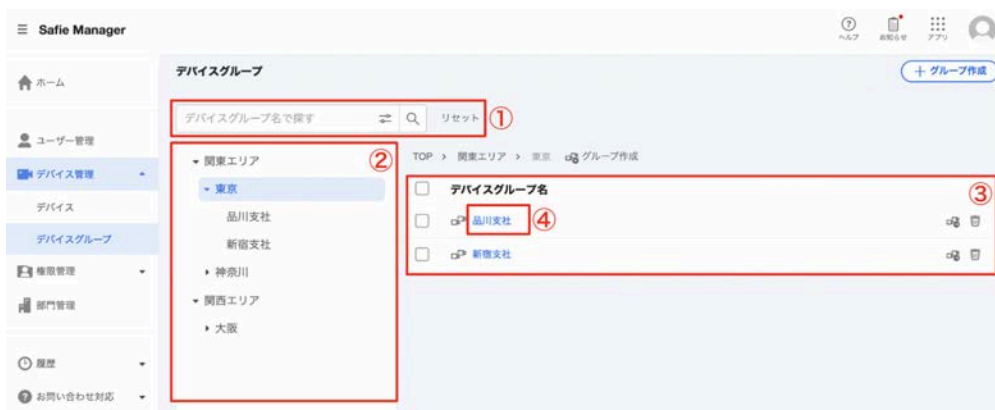 Safie Manager
ヘルプ
お知らせ
アプリ
ホーム
ユーザー管理
デバイス管理
デバイス
デバイスグループ
権限管理
部門管理
履歴
お問い合わせ対応
デバイスグループ
+ グループ作成
デバイスグループ名で探す
リセット
①
②
関東エリア
東京
品川支社
新宿支社
神奈川
関西エリア
大阪
TOP > 関東エリア > 東京 グループ作成
③
デバイスグループ名
品川支社 ④
新宿支社